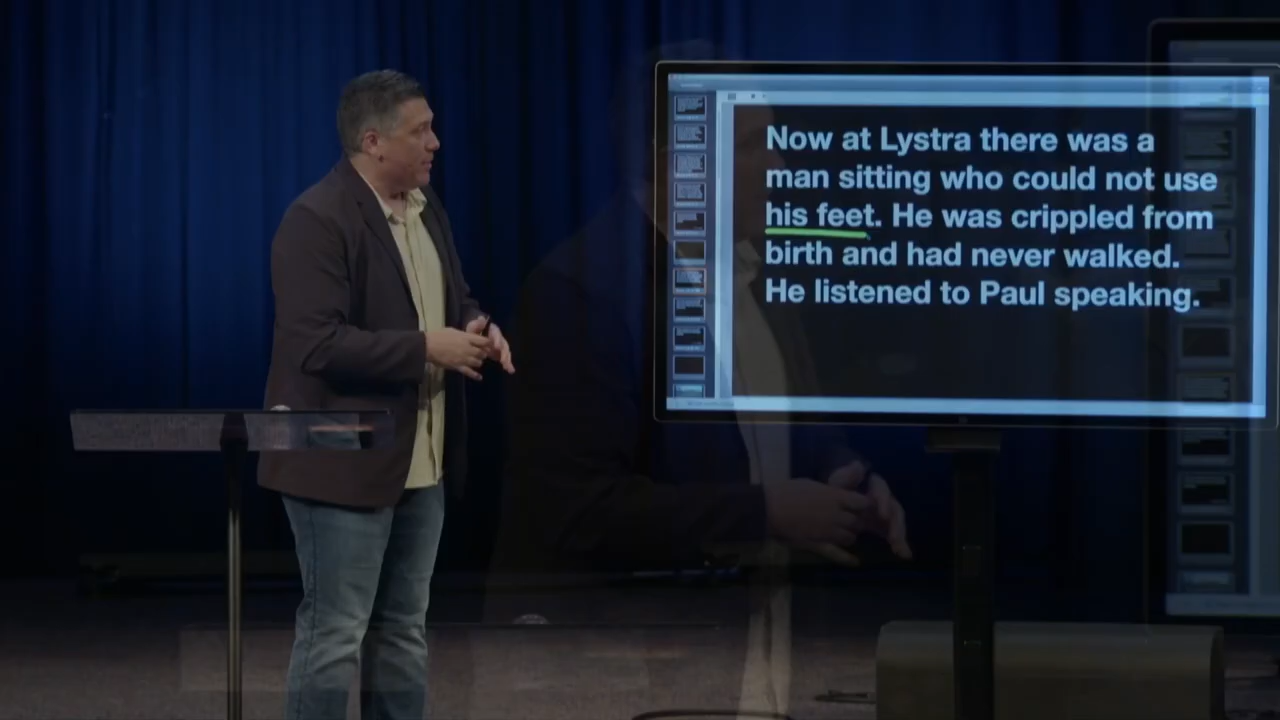 Now at Lystra there was a
man sitting who could not use
his feet. He was crippled from
birth and had never walked.
He listened to Paul speaking.